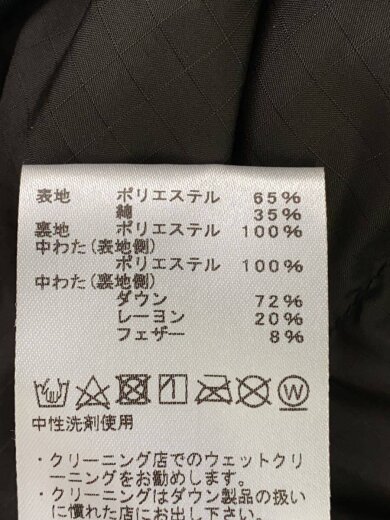 表地 ポリエステル 65%
綿 35%
裏地 ポリエステル 100%
中わた(表地側)
ポリエステル 100%
中わた(裏地側)
ダウン 72%
レーヨン 20%
フェザー 8%
W
中性洗剤使用
・クリーニング店でのウェットクリ
ーニングをお勧めします。
・クリーニングはダウン製品の扱い
に慣れた店にお出し下さい。